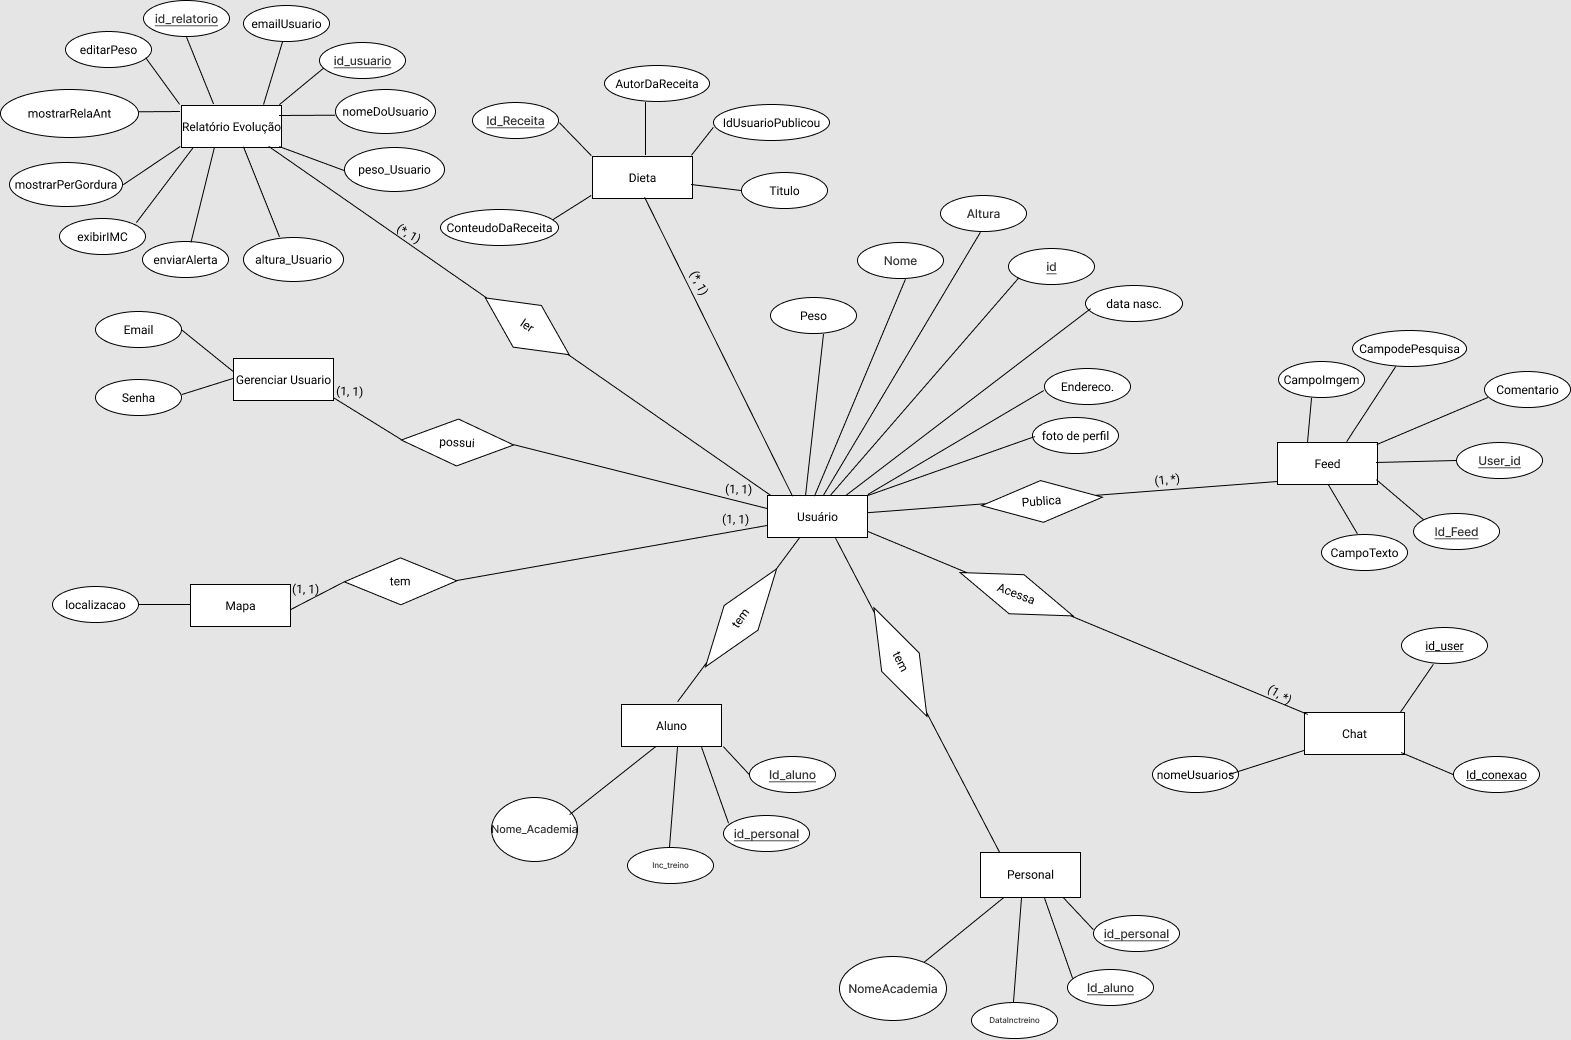 id_relatorio
emailUsuario
editarPeso
id_usuario
mostrarRelaAnt
nomeDoUsuario
Relatório Evolução
peso_Usuario
mostrarPerGordura
exibirIMC
enviarAlerta
altura_Usuario
(*, 1)
ler
AutorDaReceita
Id_Receita
IdUsuarioPublicou
Dieta
Titulo
ConteudoDaReceita
(*, 1)
Altura
Nome
id
data nasc.
Peso
Endereco.
foto de perfil
Email
Gerenciar Usuario
Senha
(1, 1)
possui
(1, 1)
Usuário
(1, 1)
CampodePesquisa
CampoImgem
Comentario
Feed
User_id
Id_Feed
CampoTexto
(1, *)
Publica
tem
(1, 1)
localizacao
Mapa
Acessa
(1, *)
id_user
Chat
nomeUsuarios
Id_conexao
tem
Aluno
Id_aluno
Nome_Academia
id_personal
Inc_treino
tem
Personal
id_personal
NomeAcademia
Id_aluno
DataInctreino